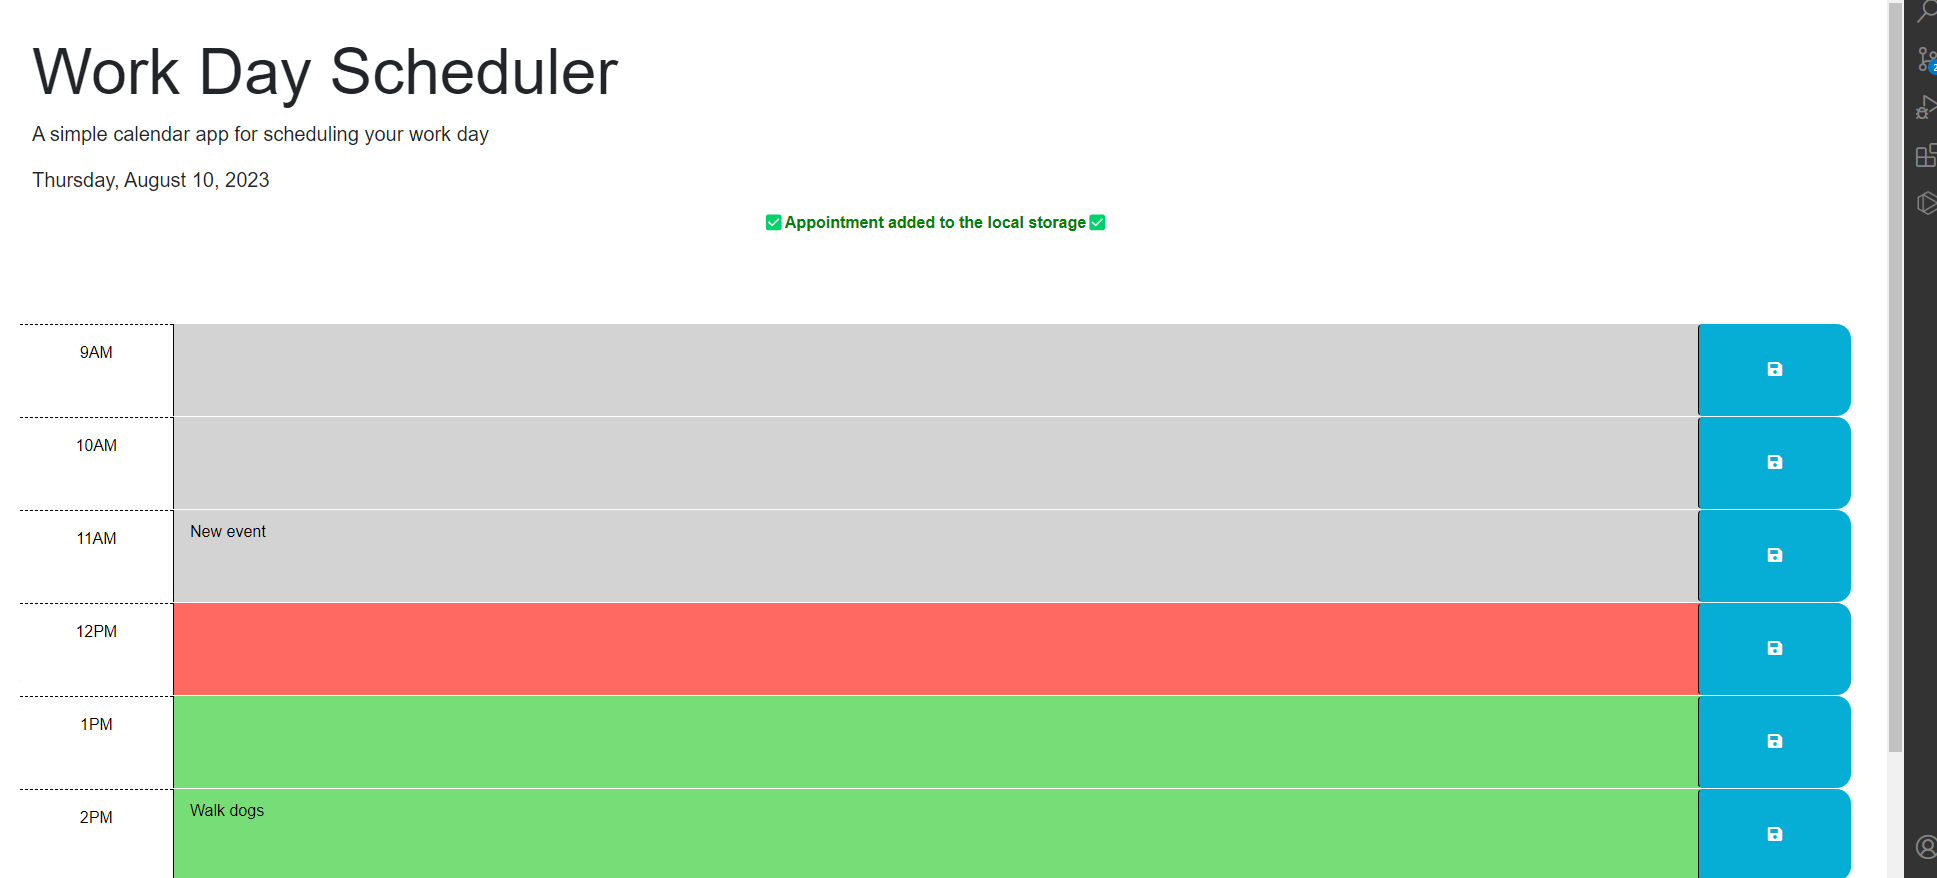 Work Day Scheduler
A simple calendar app for scheduling your work day
Thursday, August 10, 2023
✅ Appointment added to the local storage ✅
9AM
10AM
11AM
New event
12PM
1PM
2PM
Walk dogs